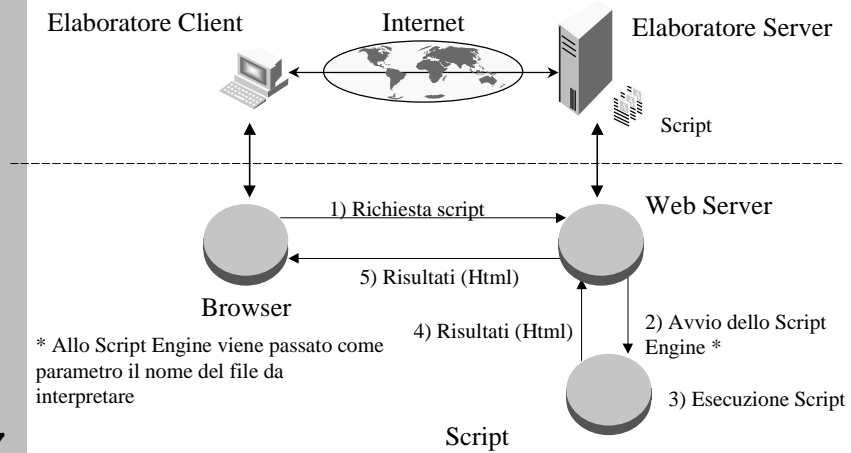 Elaboratore Client
Internet
Elaboratore Server
Script
1) Richiesta script
Web Server
5) Risultati (Html)
Browser
4) Risultati (Html)
2) Avvio dello Script
Engine *
* Allo Script Engine viene passato come
parametro il nome del file da
interpretare
3) Esecuzione Script
Script